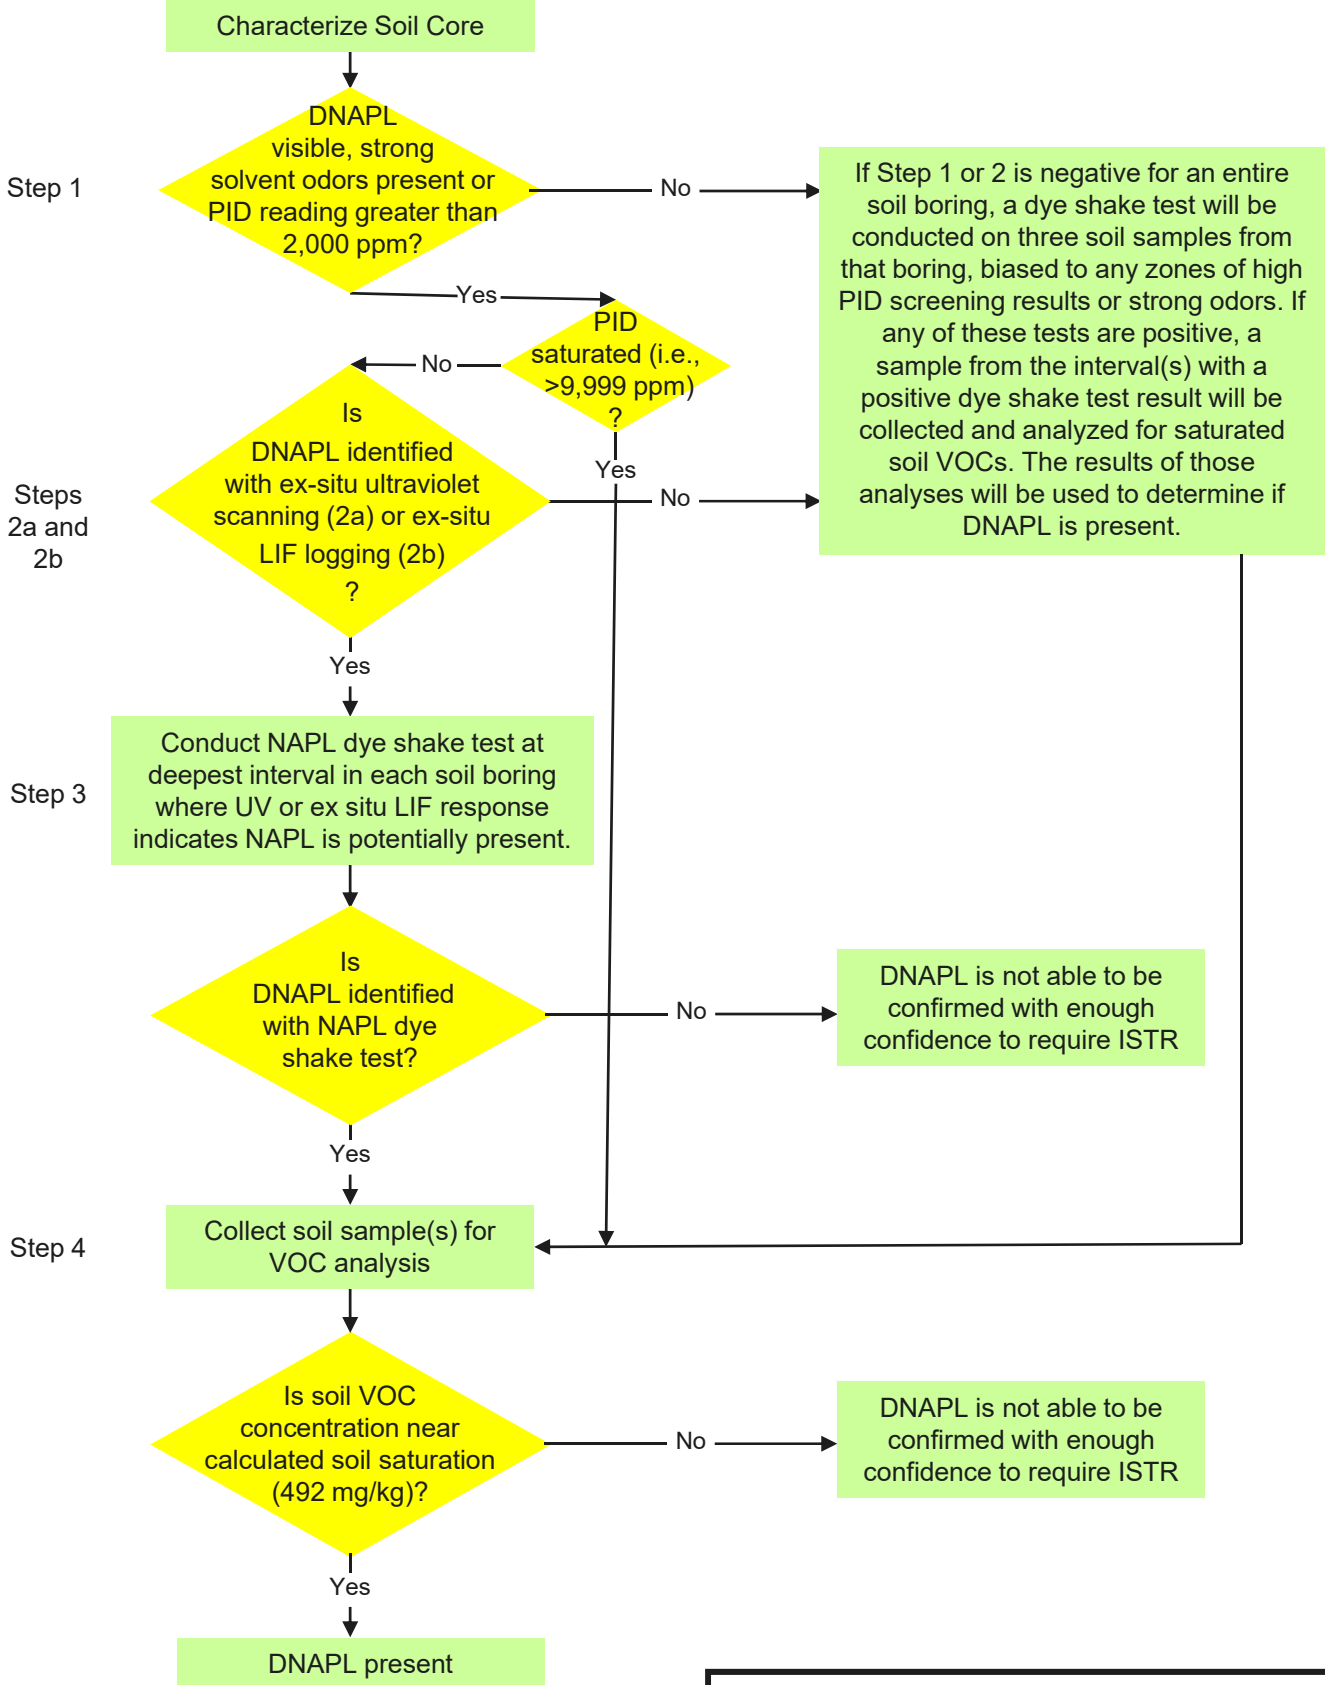 Characterize Soil Core
Step 1
DNAPL
visible, strong
solvent odors present or
PID reading greater than
2,000 ppm?
No
If Step 1 or 2 is negative for an entire
soil boring, a dye shake test will be
conducted on three soil samples from
that boring, biased to any zones of high
PID screening results or strong odors. If
any of these tests are positive, a
sample from the interval(s) with a
positive dye shake test result will be
collected and analyzed for saturated
soil VOCs. The results of those
analyses will be used to determine if
DNAPL is present.
Yes
PID
saturated (i.e.,
>9,999 ppm)
?
No
Yes
Steps
2a and
2b
Is
DNAPL identified
with ex-situ ultraviolet
scanning (2a) or ex-situ
LIF logging (2b)
?
No
Yes
Step 3
Conduct NAPL dye shake test at
deepest interval in each soil boring
where UV or ex situ LIF response
indicates NAPL is potentially present.
Is
DNAPL identified
with NAPL dye
shake test?
No
DNAPL is not able to be
confirmed with enough
confidence to require ISTR
Yes
Step 4
Collect soil sample(s) for
VOC analysis
Is soil VOC
concentration near
calculated soil saturation
(492 mg/kg)?
No
DNAPL is not able to be
confirmed with enough
confidence to require ISTR
Yes
DNAPL present